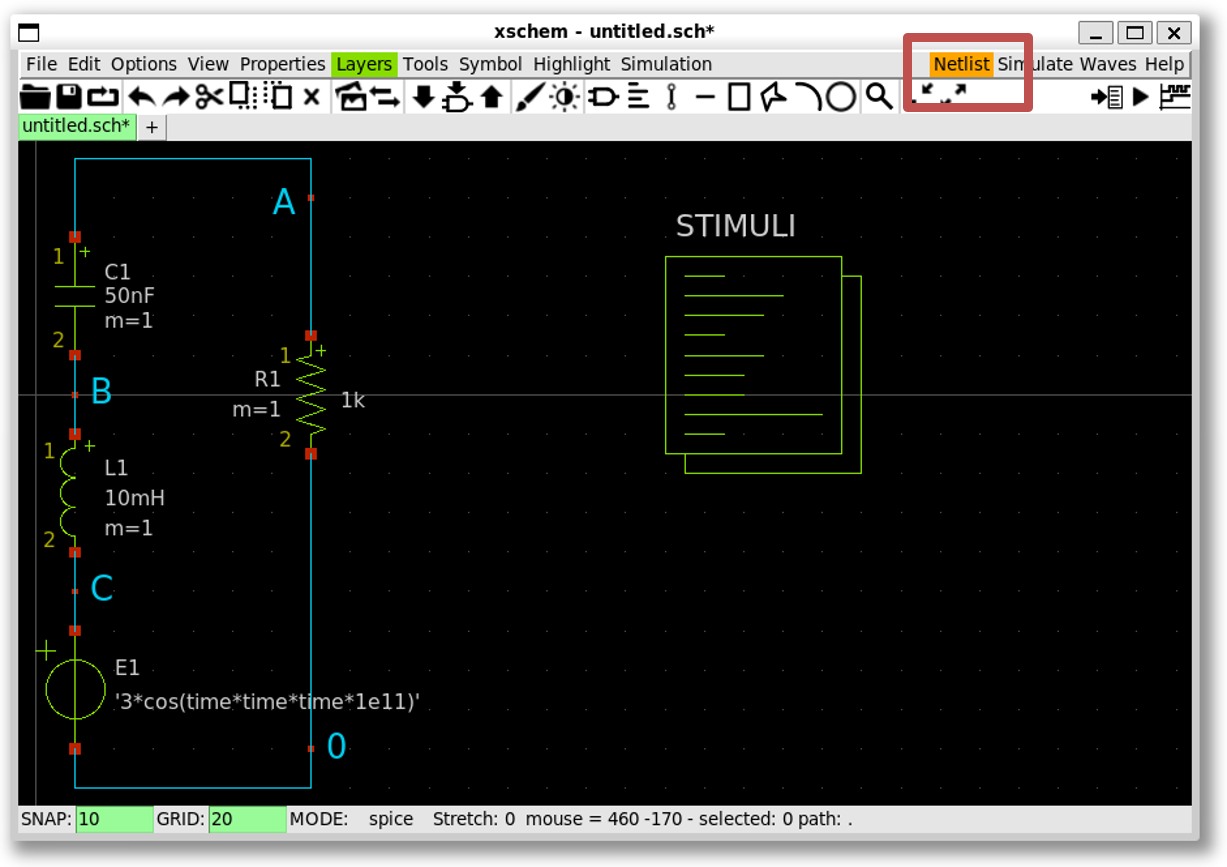 xschem - untitled.sch*
File Edit Options View Properties Layers Tools Symbol Highlight Simulation Netlist Simulate Waves Help
untitled.sch* +
A
STIMULI
1 +
C1
50nF
m=1
2
1 +
R1
1k
m=1
2
B
1 +
L1
10mH
m=1
2
C
+
E1
'3*cos(time*time*time*1e11)'
0
SNAP: 10 GRID: 20 MODE: spice Stretch: 0 mouse = 460 -170 - selected: 0 path: .